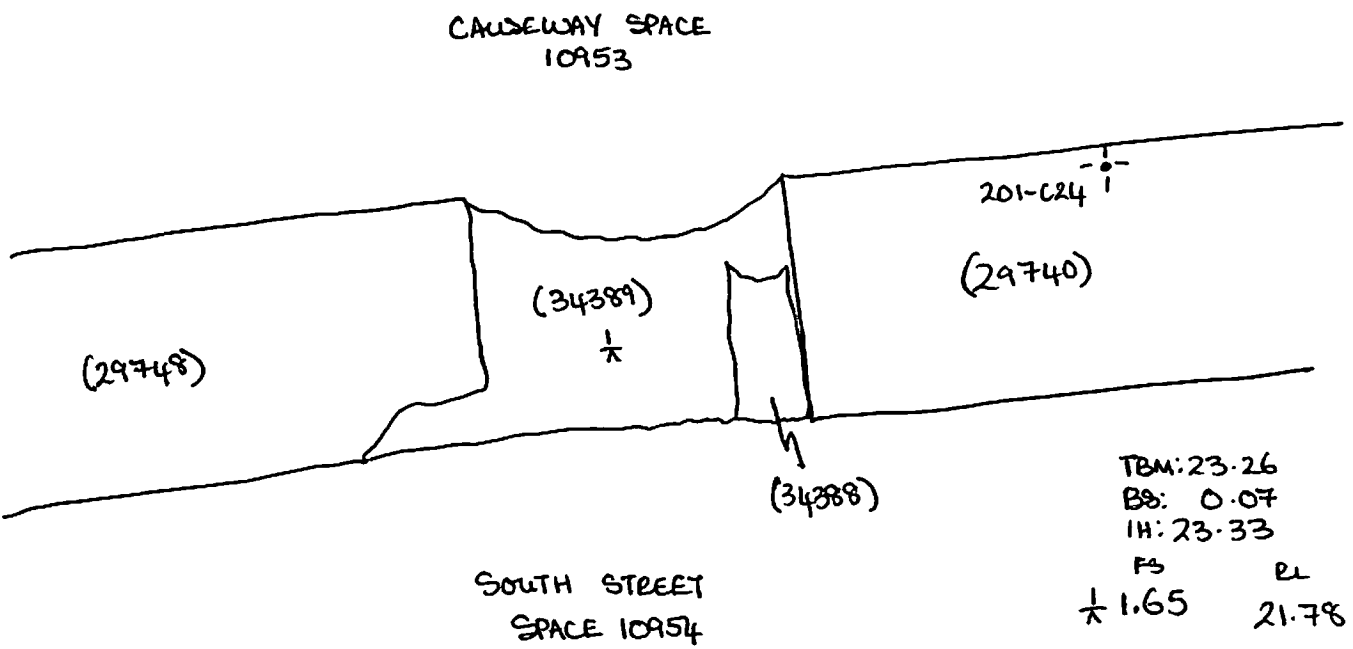 CAUSEWAY SPACE
10953
201-C24
(29740)
(34389)
(29748)
(34388)
TBM: 23.26
BS: 0.07
IH: 23.33
FS RL
1.65 21.78
SOUTH STREET
SPACE 10954